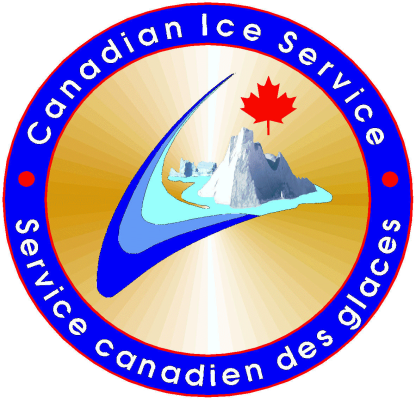 Canadian Ice Service
Service canadien des glaces